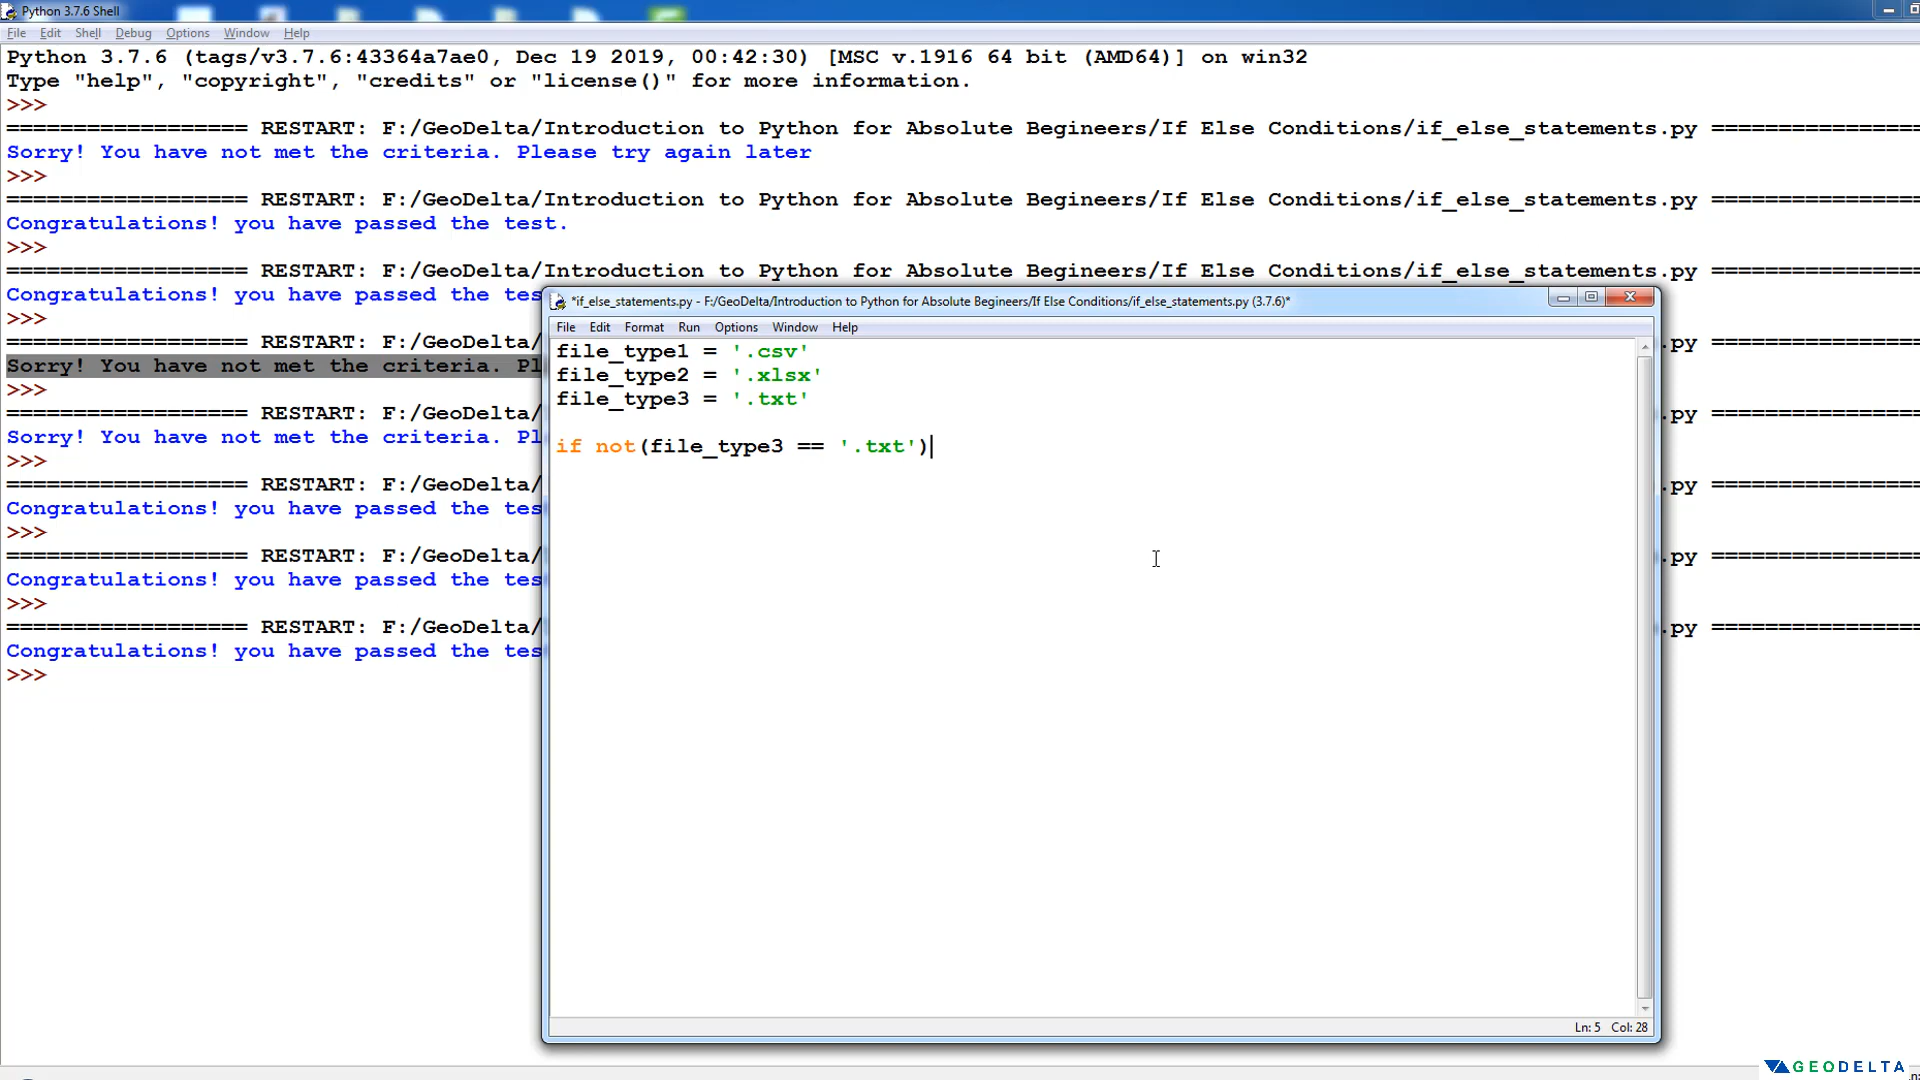 Python 3.7.6 Shell
File Edit Shell Debug Options Window Help
Python 3.7.6 (tags/v3.7.6:43364a7ae0, Dec 19 2019, 00:42:30) [MSC v.1916 64 bit (AMD64)] on win32
Type "help", "copyright", "credits" or "license()" for more information.
>>>
================== RESTART: F:/GeoDelta/Introduction to Python for Absolute Begineers/If Else Conditions/if_else_statements.py ================
Sorry! You have not met the criteria. Please try again later
>>>
================== RESTART: F:/GeoDelta/Introduction to Python for Absolute Begineers/If Else Conditions/if_else_statements.py ================
Congratulations! you have passed the test.
>>>
================== RESTART: F:/GeoDelta/Introduction to Python for Absolute Begineers/If Else Conditions/if_else_statements.py ================
Congratulations! you have passed the tes
>>>
================== RESTART: F:/GeoDelta/ .py ================
Sorry! You have not met the criteria. Pl
>>>
================== RESTART: F:/GeoDelta/ .py ================
Sorry! You have not met the criteria. Pl
>>>
================== RESTART: F:/GeoDelta/ .py ================
Congratulations! you have passed the tes
>>>
================== RESTART: F:/GeoDelta/ .py ================
Congratulations! you have passed the tes
>>>
================== RESTART: F:/GeoDelta/ .py ================
Congratulations! you have passed the tes
>>>
*if_else_statements.py - F:/GeoDelta/Introduction to Python for Absolute Begineers/If Else Conditions/if_else_statements.py (3.7.6)*
File Edit Format Run Options Window Help
file_type1 = '.csv'
file_type2 = '.xlsx'
file_type3 = '.txt'
if not(file_type3 == '.txt')
Ln: 5 Col: 28
GEODELTA